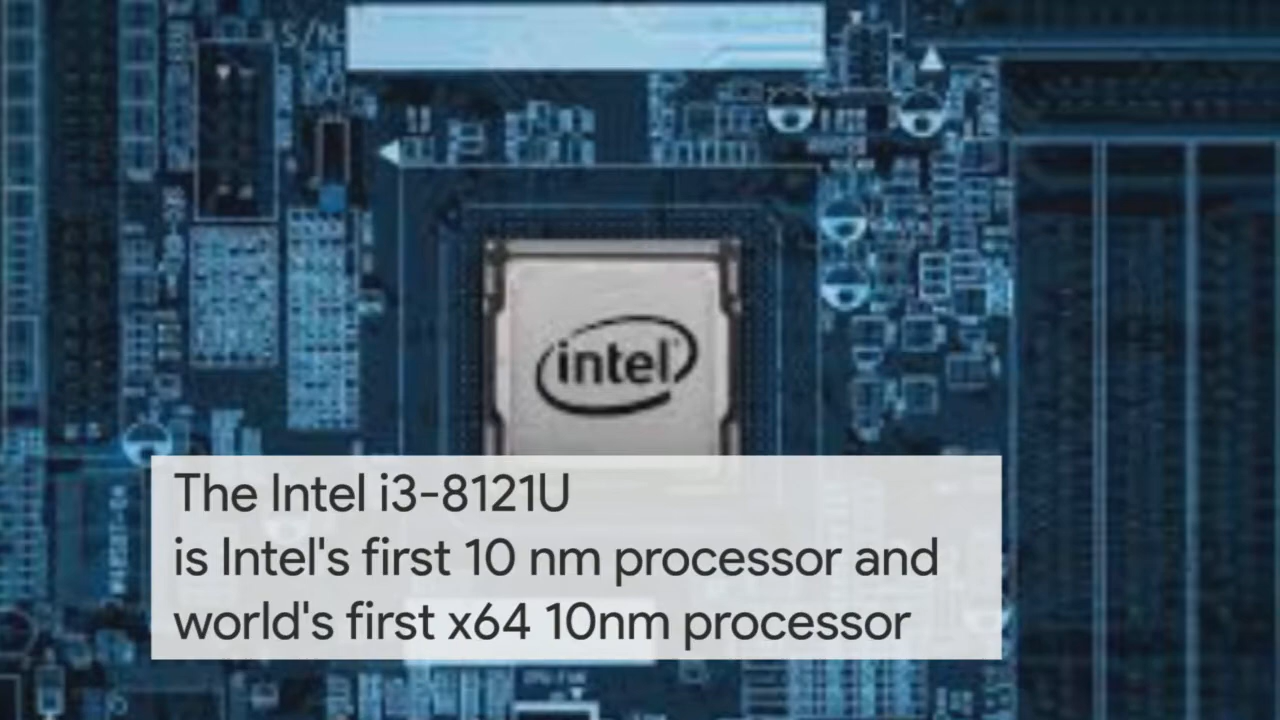 S/N
intel
The Intel i3-8121U
is Intel's first 10 nm processor and
world's first x64 10nm processor